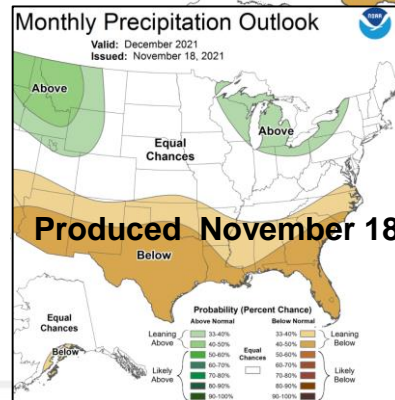 Monthly Precipitation Outlook
NOAA
Valid: December 2021
Issued: November 18, 2021
Above
Equal
Chances
Above
Produced November 18
Below
Equal
Chances
Below
Probability (Percent Chance)
Above Normal
Below Normal
Leaning
Above
33-40%
40-50%
50-60%
60-70%
70-80%
80-90%
90-100%
Likely
Above
Equal
Chances
33-40%
40-50%
50-60%
60-70%
70-80%
80-90%
90-100%
Leaning
Below
Likely
Below